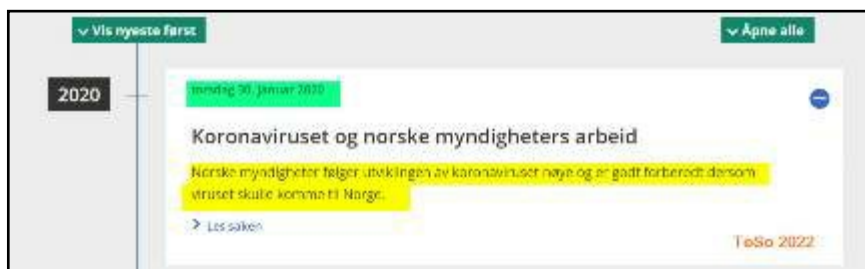 Vis nyeste først
Åpne alle
2020
torsdag 30. januar 2020
Koronaviruset og norske myndigheters arbeid
Norske myndigheter følger utviklingen av koronaviruset nøye og er godt forberedt dersom
viruset skulle komme til Norge.
Les saken
ToSo 2022